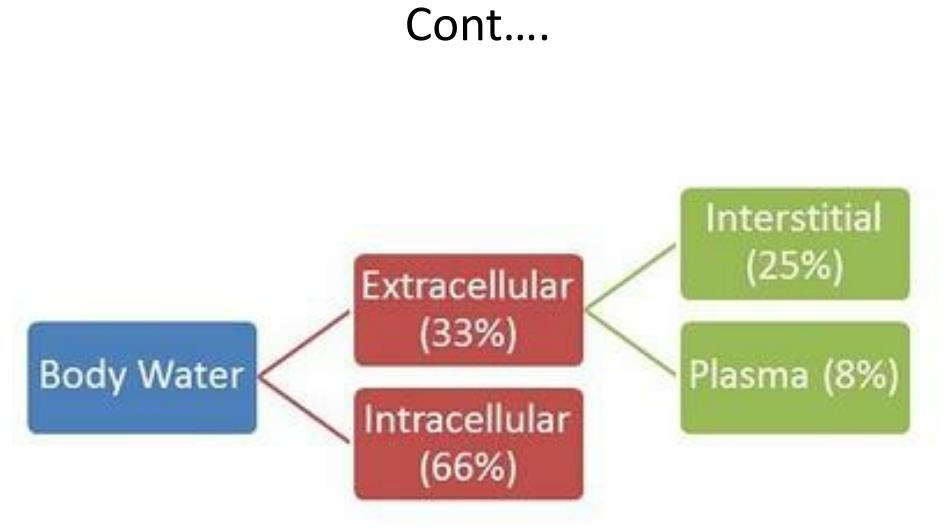 Cont....
Body Water
Extracellular
(33%)
Intracellular
(66%)
Interstitial
(25%)
Plasma (8%)